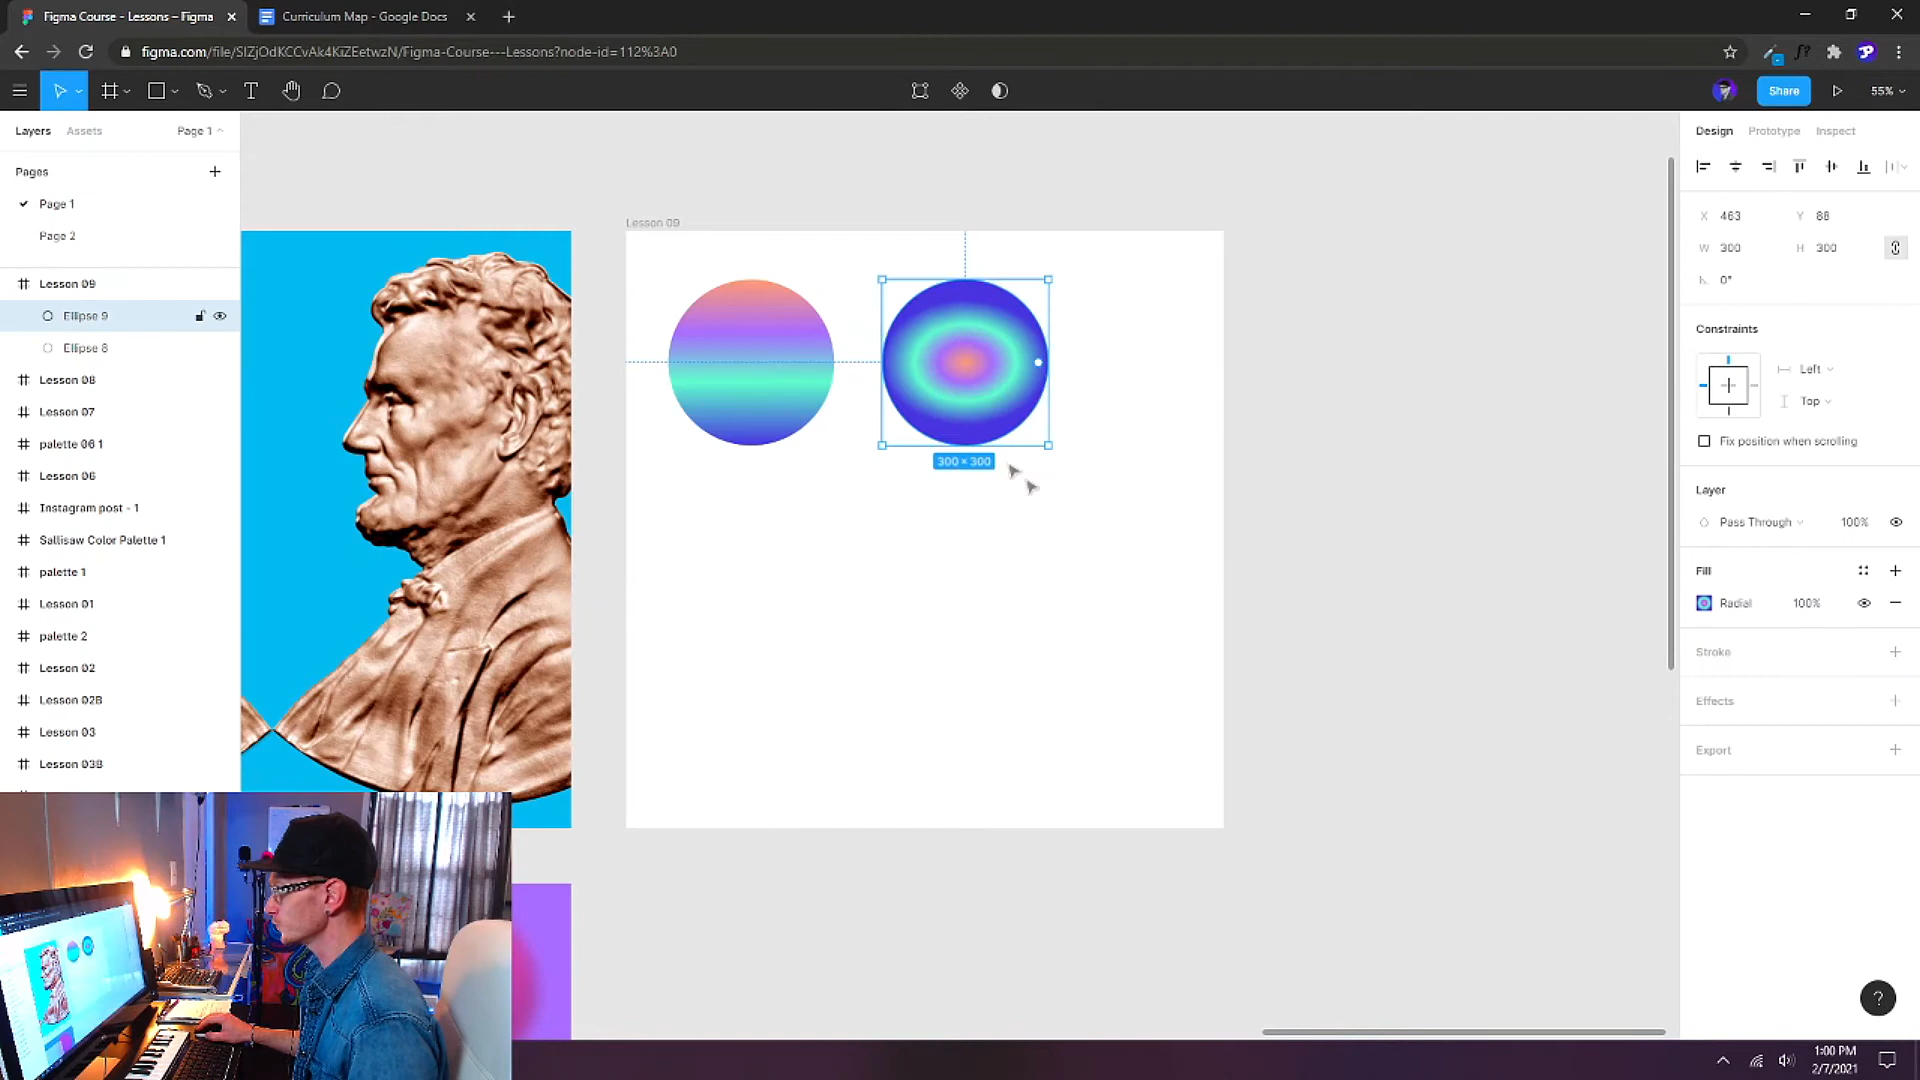 Figma Course - Lessons – Figma
Curriculum Map - Google Docs
figma.com/file/SIZjOdKCCvAk4KiZEetwzN/Figma-Course---Lessons?node-id=112%3A0
Share
55%
Layers
Assets
Page 1
Pages
Page 1
Page 2
Lesson 09
Ellipse 9
Ellipse 8
Lesson 08
Lesson 07
palette 06 1
Lesson 06
Instagram post - 1
Sallisaw Color Palette 1
palette 1
Lesson 01
palette 2
Lesson 02
Lesson 02B
Lesson 03
Lesson 03B
Lesson 09
300 × 300
Design
Prototype
Inspect
X 463
Y 88
W 300
H 300
0°
Constraints
Left
Top
Fix position when scrolling
Layer
Pass Through
100%
Fill
Radial
100%
Stroke
Effects
Export
?
1:00 PM
2/7/2021